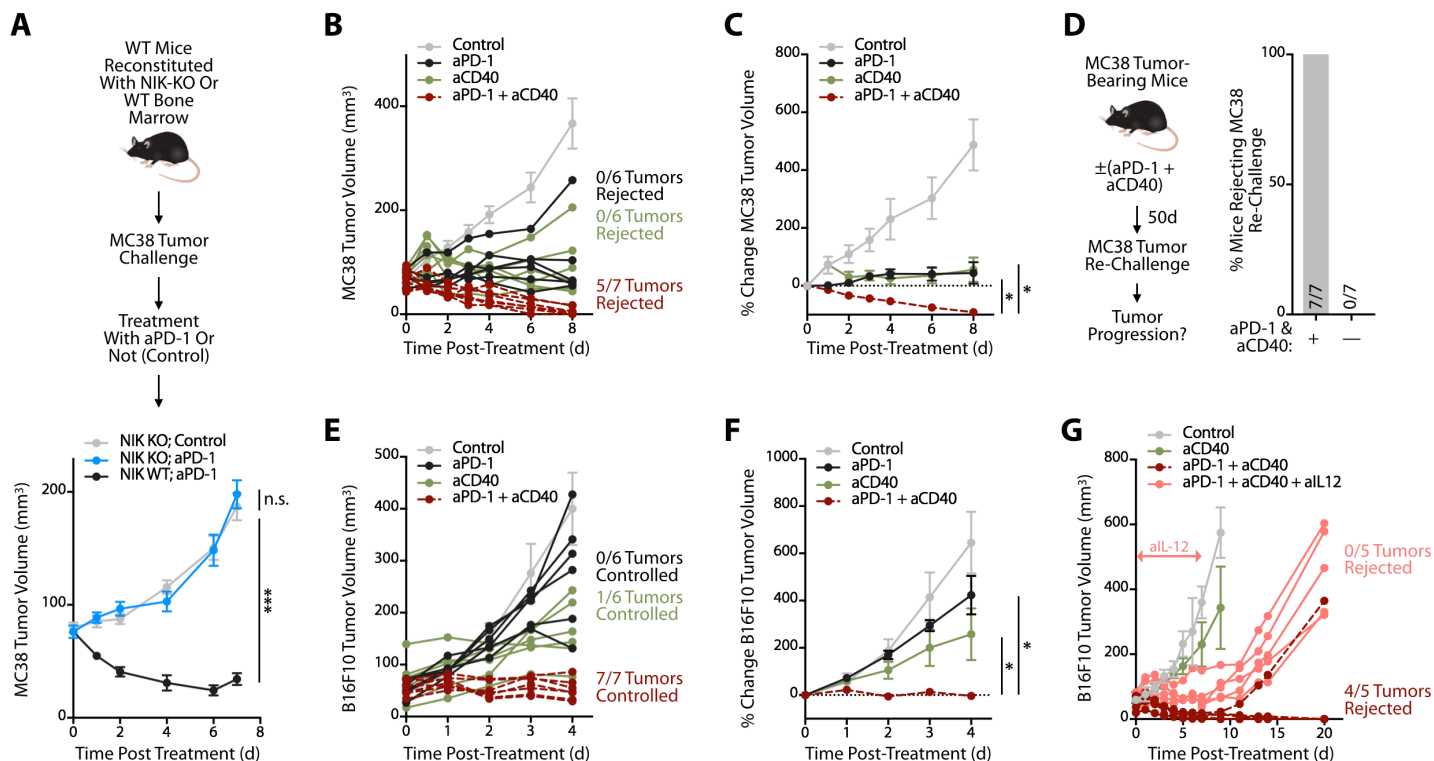 A
WT Mice
Reconstituted
With NIK-KO Or
WT Bone
Marrow
MC38 Tumor
Challenge
Treatment
With aPD-1 Or
Not (Control)
NIK KO; Control
NIK KO; aPD-1
NIK WT; aPD-1
MC38 Tumor Volume (mm³)
200
100
0
n.s.
***
0 2 4 6 8
Time Post Treatment (d)
B
Control
aPD-1
aCD40
aPD-1 + aCD40
MC38 Tumor Volume (mm³)
400
200
0
0/6 Tumors
Rejected
0/6 Tumors
Rejected
5/7 Tumors
Rejected
0 2 4 6 8
Time Post-Treatment (d)
C
Control
aPD-1
aCD40
aPD-1 + aCD40
% Change MC38 Tumor Volume
800
600
400
200
0
* *
0 2 4 6 8
Time Post-Treatment (d)
D
MC38 Tumor-
Bearing Mice
±(aPD-1 +
aCD40)
50d
MC38 Tumor
Re-Challenge
Tumor
Progression?
% Mice Rejecting MC38
Re-Challenge
100
50
0
7/7
0/7
aPD-1 &
aCD40:
+ —
E
Control
aPD-1
aCD40
aPD-1 + aCD40
B16F10 Tumor Volume (mm³)
500
400
300
200
100
0
0/6 Tumors
Controlled
1/6 Tumors
Controlled
7/7 Tumors
Controlled
0 1 2 3 4
Time Post-Treatment (d)
F
Control
aPD-1
aCD40
aPD-1 + aCD40
% Change B16F10 Tumor Volume
1000
800
600
400
200
0
* *
0 1 2 3 4
Time Post-Treatment (d)
G
Control
aCD40
aPD-1 + aCD40
aPD-1 + aCD40 + aIL12
B16F10 Tumor Volume (mm³)
800
600
400
200
0
aIL-12
0/5 Tumors
Rejected
4/5 Tumors
Rejected
0 5 10 15 20
Time Post-Treatment (d)